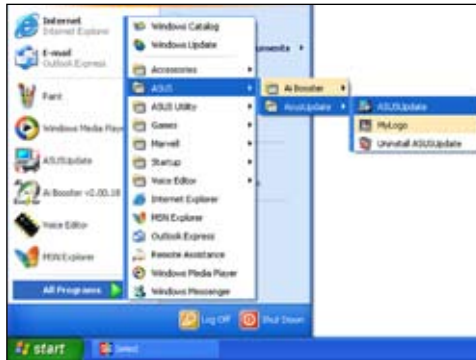 Internet
Internet Explorer
E-mail
Outlook Express
Paint
Windows Media Play
ASUSUpdate
Ai Booster v2.00.18
Voice Editor
MSN Explorer
All Programs
Windows Catalog
Windows Update
Accessories
ASUS
ASUS Utility
Games
Marvell
Startup
Voice Editor
Internet Explorer
MSN Explorer
Outlook Express
Remote Assistance
Windows Media Player
Windows Messenger
uments
Ai Booster
AsusUpdate
ASUSUpdate
MyLogo
Uninstall ASUSUpdate
Log Off
Shut Down
start